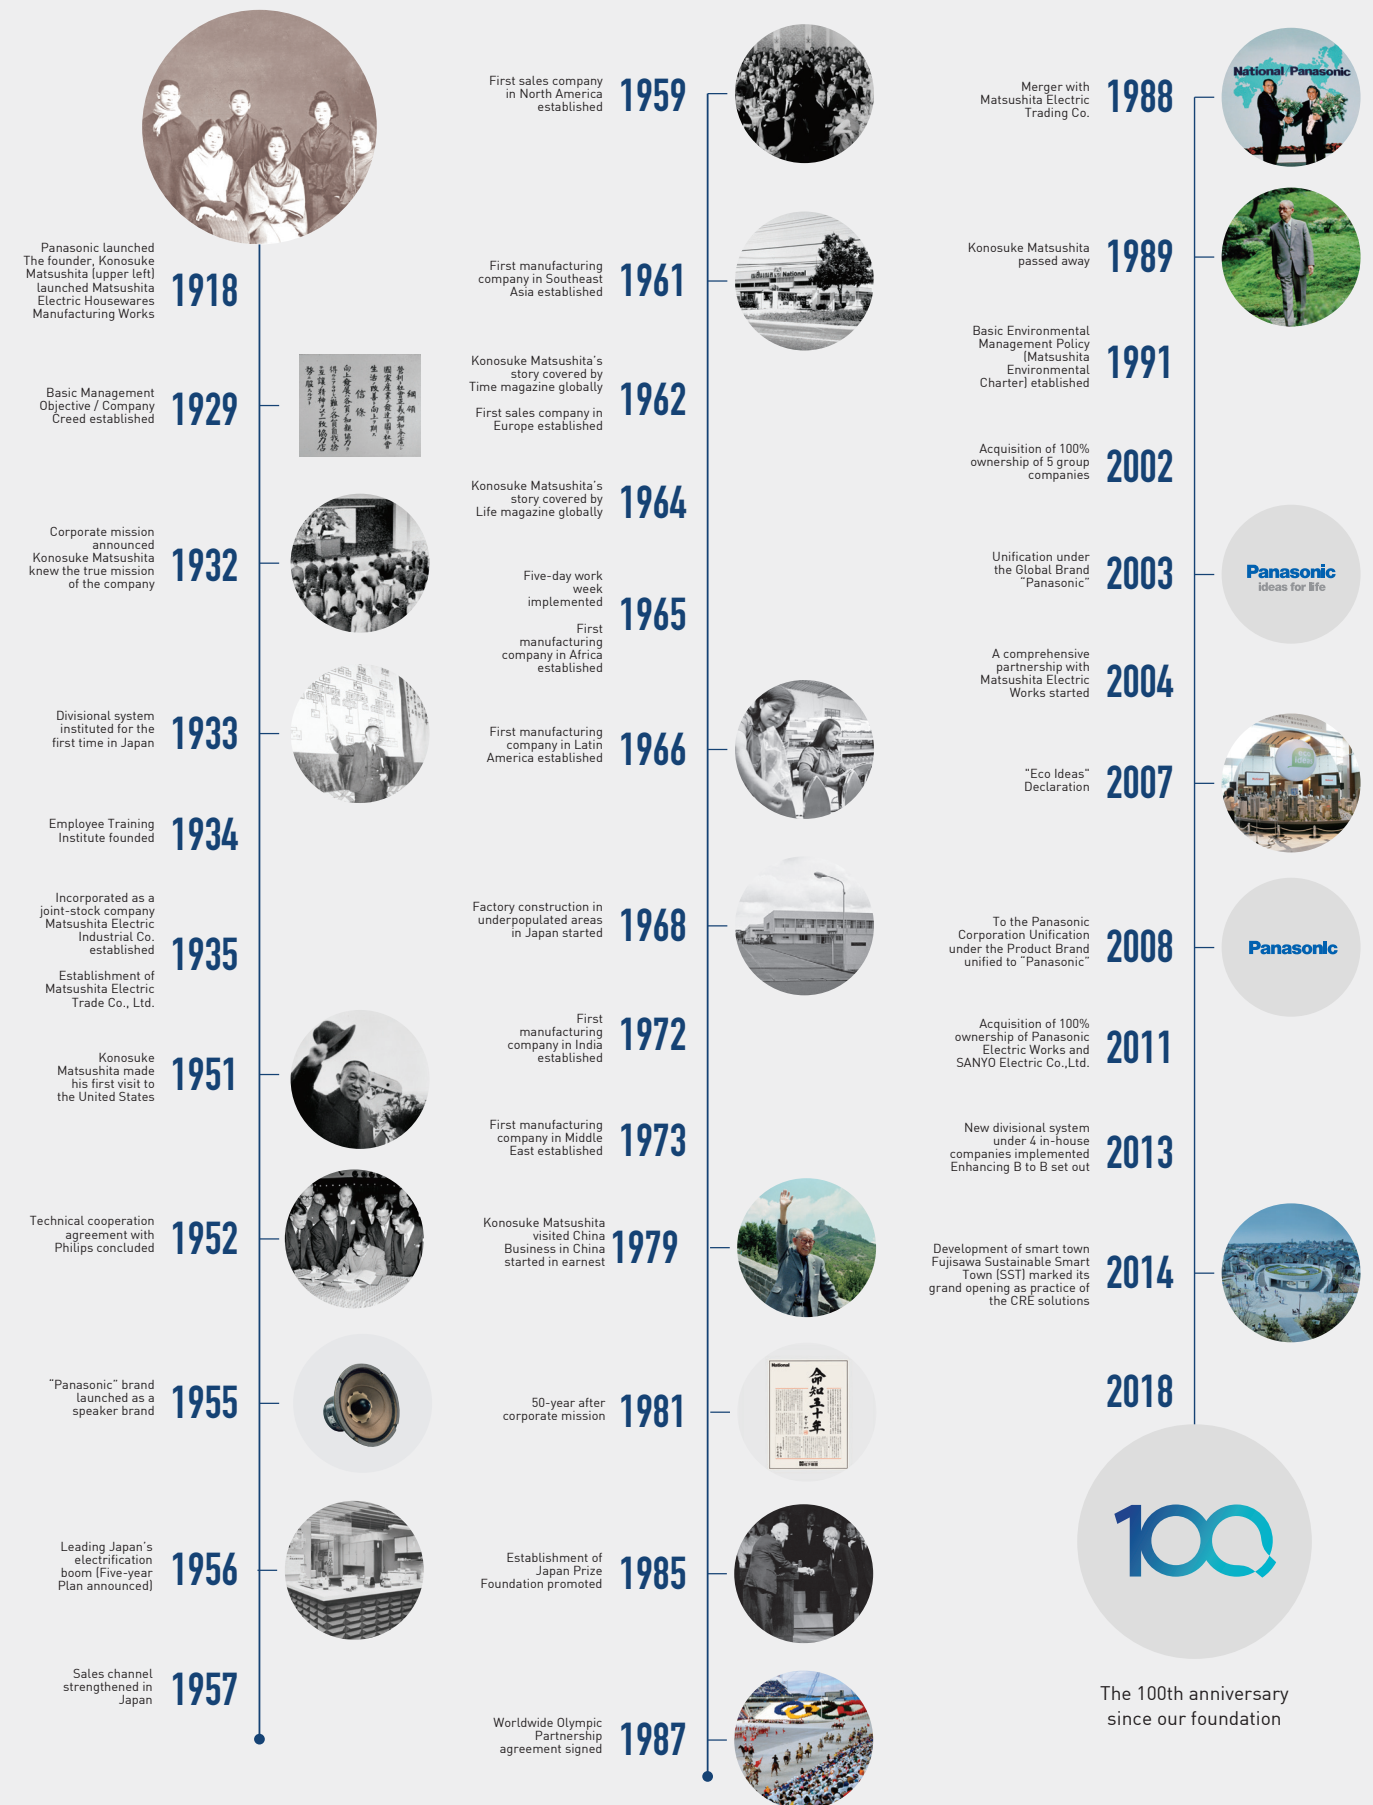 Panasonic launched
The founder, Konosuke
Matsushita (upper left)
launched Matsushita
Electric Housewares
Manufacturing Works
1918
Basic Management
Objective / Company
Creed established
1929
綱領
信條
Corporate mission
announced
Konosuke Matsushita
knew the true mission
of the company
1932
Divisional system
instituted for the
first time in Japan
1933
Employee Training
Institute founded
1934
Incorporated as a
joint-stock company
Matsushita Electric
Industrial Co.
established
Establishment of
Matsushita Electric
Trade Co., Ltd.
1935
Konosuke
Matsushita made
his first visit to
the United States
1951
Technical cooperation
agreement with
Philips concluded
1952
“Panasonic” brand
launched as a
speaker brand
1955
Leading Japan's
electrification
boom (Five-year
Plan announced)
1956
Sales channel
strengthened in
Japan
1957
First sales company
in North America
established
1959
First manufacturing
company in Southeast
Asia established
1961
National
Konosuke Matsushita's
story covered by
Time magazine globally
First sales company in
Europe established
1962
Konosuke Matsushita's
story covered by
Life magazine globally
1964
Five-day work
week
implemented
First
manufacturing
company in Africa
established
1965
First manufacturing
company in Latin
America established
1966
Factory construction in
underpopulated areas
in Japan started
1968
First
manufacturing
company in India
established
1972
First manufacturing
company in Middle
East established
1973
Konosuke Matsushita
visited China
Business in China
started in earnest
1979
50-year after
corporate mission
1981
National
命知五十年
Establishment of
Japan Prize
Foundation promoted
1985
Worldwide Olympic
Partnership
agreement signed
1987
Merger with
Matsushita Electric
Trading Co.
1988
National/Panasonic
Konosuke Matsushita
passed away
1989
Basic Environmental
Management Policy
(Matsushita
Environmental
Charter) etablished
1991
Acquisition of 100%
ownership of 5 group
companies
2002
Unification under
the Global Brand
“Panasonic”
2003
Panasonic
ideas for life
A comprehensive
partnership with
Matsushita Electric
Works started
2004
“Eco Ideas”
Declaration
2007
To the Panasonic
Corporation Unification
under the Product Brand
unified to “Panasonic”
2008
Panasonic
Acquisition of 100%
ownership of Panasonic
Electric Works and
SANYO Electric Co.,Ltd.
2011
New divisional system
under 4 in-house
companies implemented
Enhancing B to B set out
2013
Development of smart town
Fujisawa Sustainable Smart
Town (SST) marked its
grand opening as practice of
the CRE solutions
2014
2018
100
The 100th anniversary
since our foundation